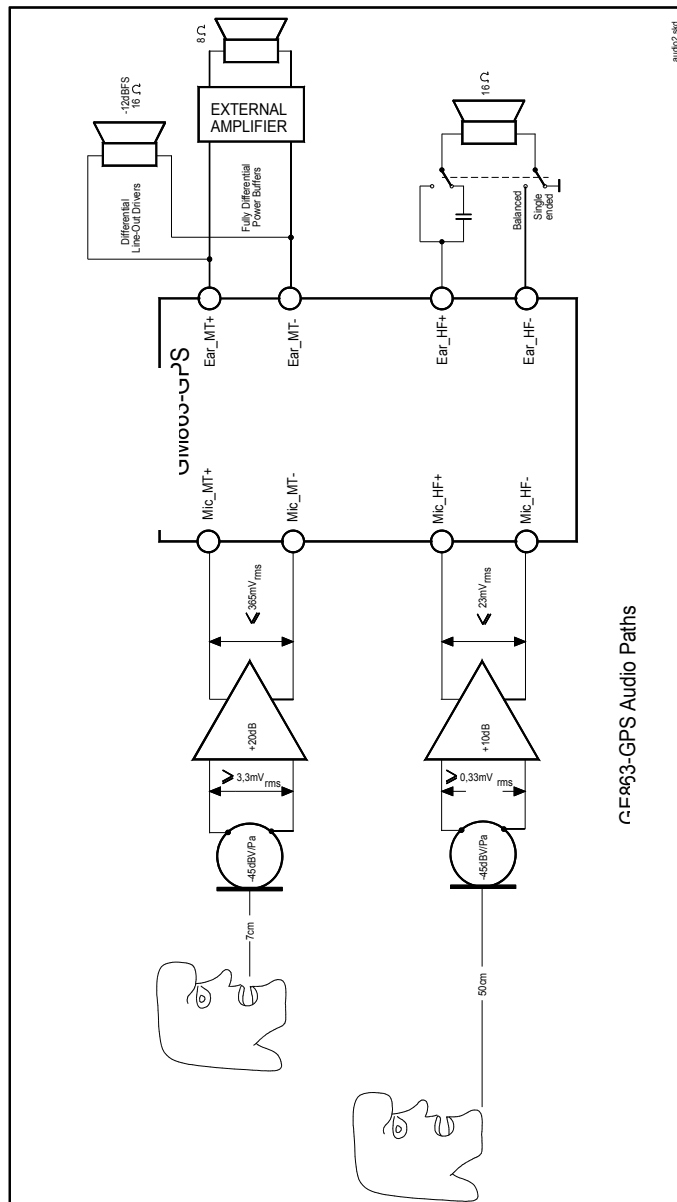 audio2.skd
8 Ω
-12dBFS
16 Ω
EXTERNAL
AMPLIFIER
16 Ω
Differential
Line-Out Drivers
Fully Differential
Power Buffers
Balanced
Single
ended
Ear_MT+
Ear_MT-
Ear_HF+
Ear_HF-
Mic_MT+
Mic_MT-
Mic_HF+
Mic_HF-
≤ 365mVrms
≤ 23mVrms
+20dB
+10dB
≥ 3,3mVrms
≥ 0,33mVrms
-45dBV/Pa
-45dBV/Pa
7cm
50cm
GE863-GPS Audio Paths